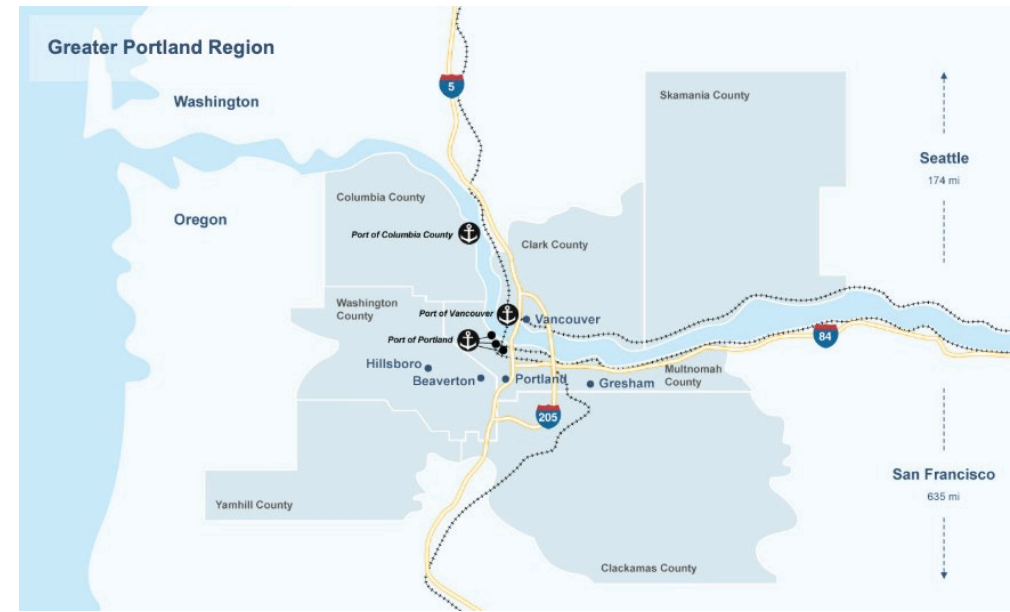 Greater Portland Region
5
Washington
Skamania County
Seattle
174 mi
Columbia County
Oregon
Port of Columbia County
Clark County
Washington
County
Port of Vancouver
Vancouver
Port of Portland
84
Hillsboro
Multnomah
County
Beaverton
Portland
Gresham
205
San Francisco
635 mi
Yamhill County
Clackamas County